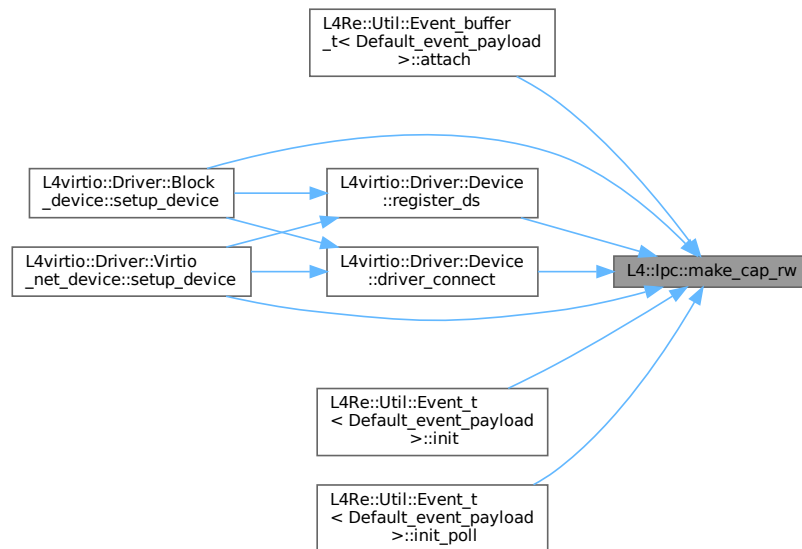 L4Re::Util::Event_buffer
_t< Default_event_payload
>::attach
L4virtio::Driver::Block
_device::setup_device
L4virtio::Driver::Device
::register_ds
L4virtio::Driver::Virtio
_net_device::setup_device
L4virtio::Driver::Device
::driver_connect
L4::Ipc::make_cap_rw
L4Re::Util::Event_t
< Default_event_payload
>::init
L4Re::Util::Event_t
< Default_event_payload
>::init_poll